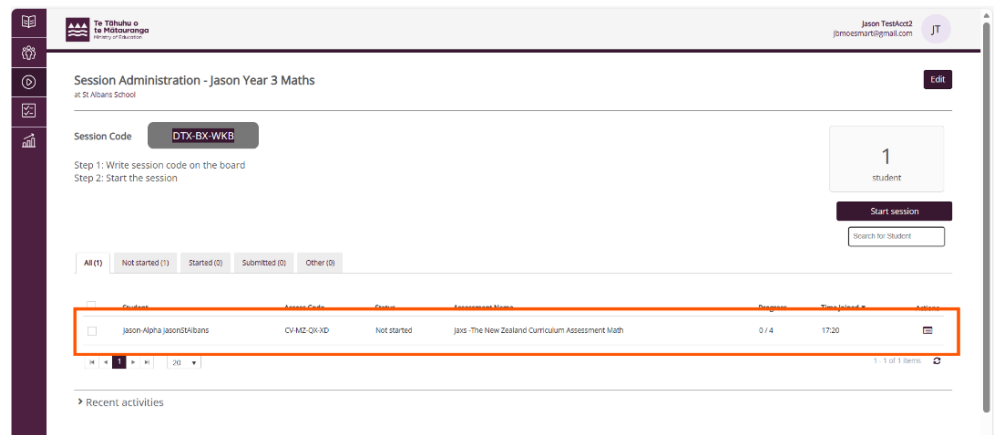 Te Tāhuhu o
te Mātauranga
Ministry of Education
Jason TestAcct2
jbmoesmart@gmail.com
JT
Session Administration - Jason Year 3 Maths
Edit
at St Albans School
Session Code
DTX-BX-WKB
Step 1: Write session code on the board
Step 2: Start the session
1
student
Start session
Search for Student
All (1) Not started (1) Started (0) Submitted (0) Other (0)
Student Access Code Status Assessment Name Progress Time Joined Actions
Jason-Alpha JasonStAlbans CV-MZ-QX-XD Not started Jaxs -The New Zealand Curriculum Assessment Math 0 / 4 17:20
1 20 1 - 1 of 1 items
Recent activities